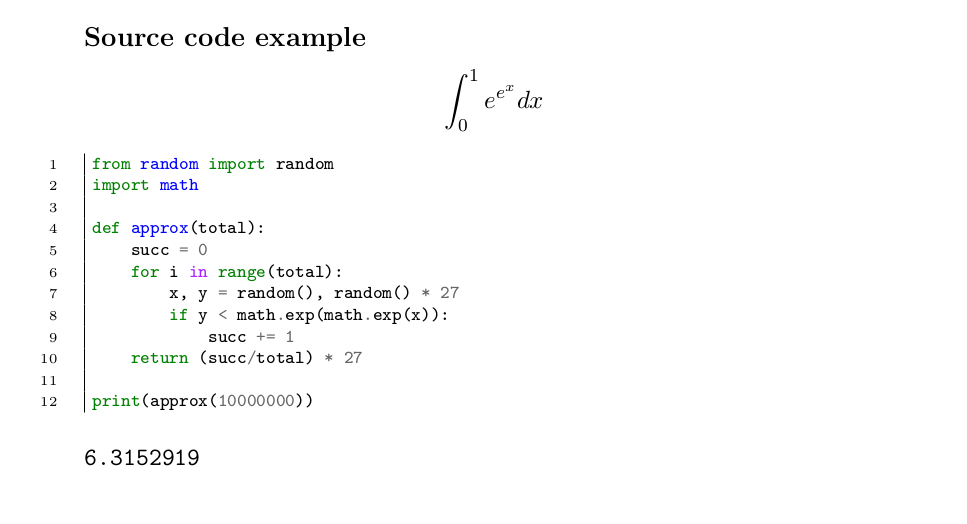 Source code example
∫₀¹ e^{e^x} dx
1 from random import random
2 import math
3
4 def approx(total):
5     succ = 0
6     for i in range(total):
7         x, y = random(), random() * 27
8         if y < math.exp(math.exp(x)):
9             succ += 1
10     return (succ/total) * 27
11
12 print(approx(10000000))
6.3152919